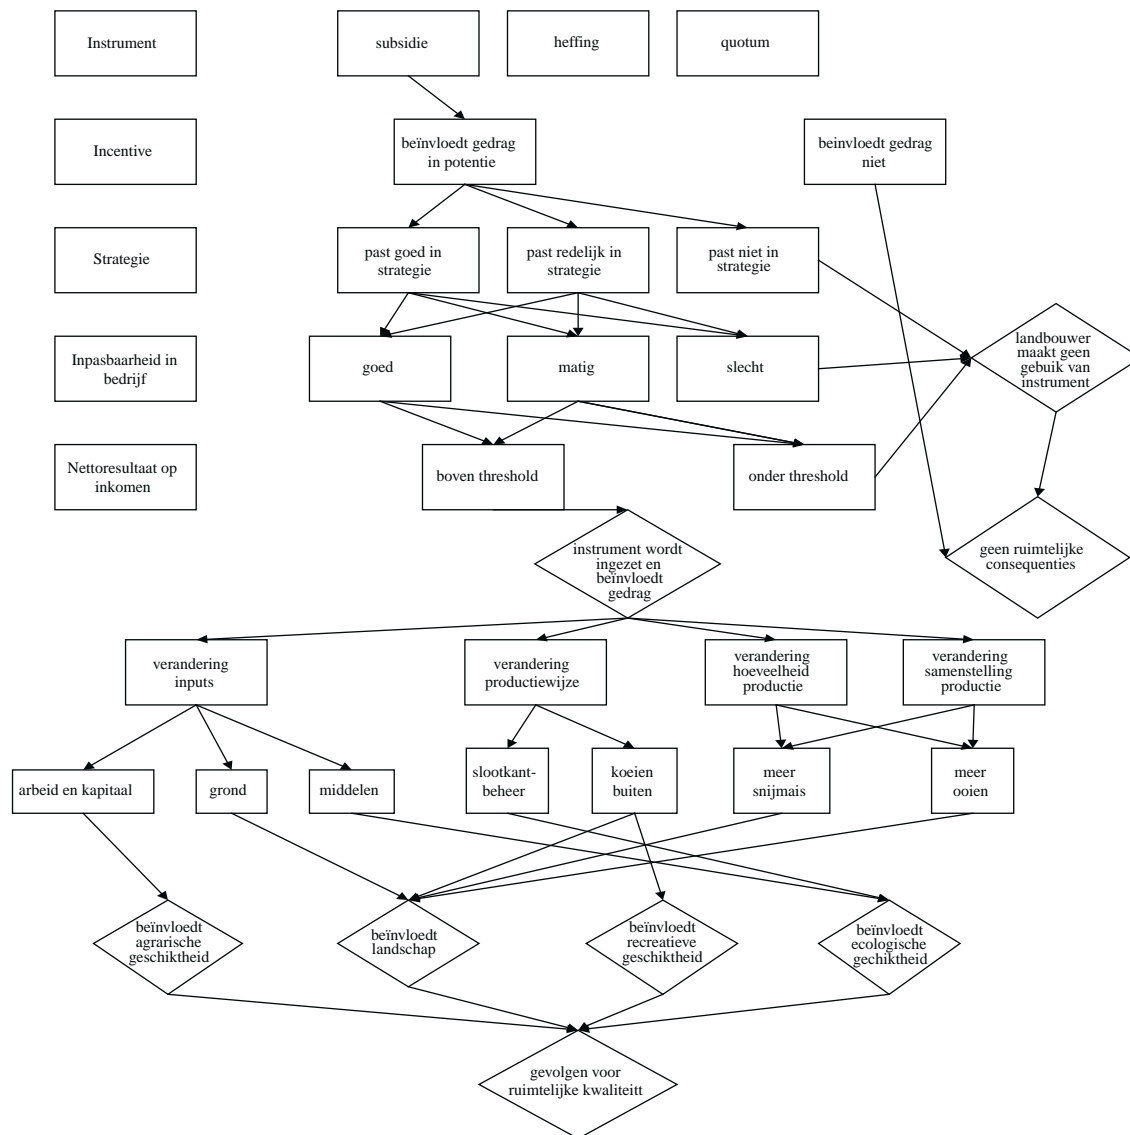 Instrument
subsidie
heffing
quotum
Incentive
beïnvloedt gedrag
in potentie
beinvloedt gedrag
niet
Strategie
past goed in
strategie
past redelijk in
strategie
past niet in
strategie
Inpasbaarheid in
bedrijf
goed
matig
slecht
landbouwer
maakt geen
gebuik van
instrument
Nettoresultaat op
inkomen
boven threshold
onder threshold
instrument wordt
ingezet en
beïnvloedt
gedrag
geen ruimtelijke
consequenties
verandering
inputs
verandering
productiewijze
verandering
hoeveelheid
productie
verandering
samenstelling
productie
arbeid en kapitaal
grond
middelen
slootkant-
beheer
koeien
buiten
meer
snijmais
meer
ooien
beïnvloedt
agrarische
geschiktheid
beïnvloedt
landschap
beïnvloedt
recreatieve
geschiktheid
beïnvloedt
ecologische
gechiktheid
gevolgen voor
ruimtelijke kwaliteitt